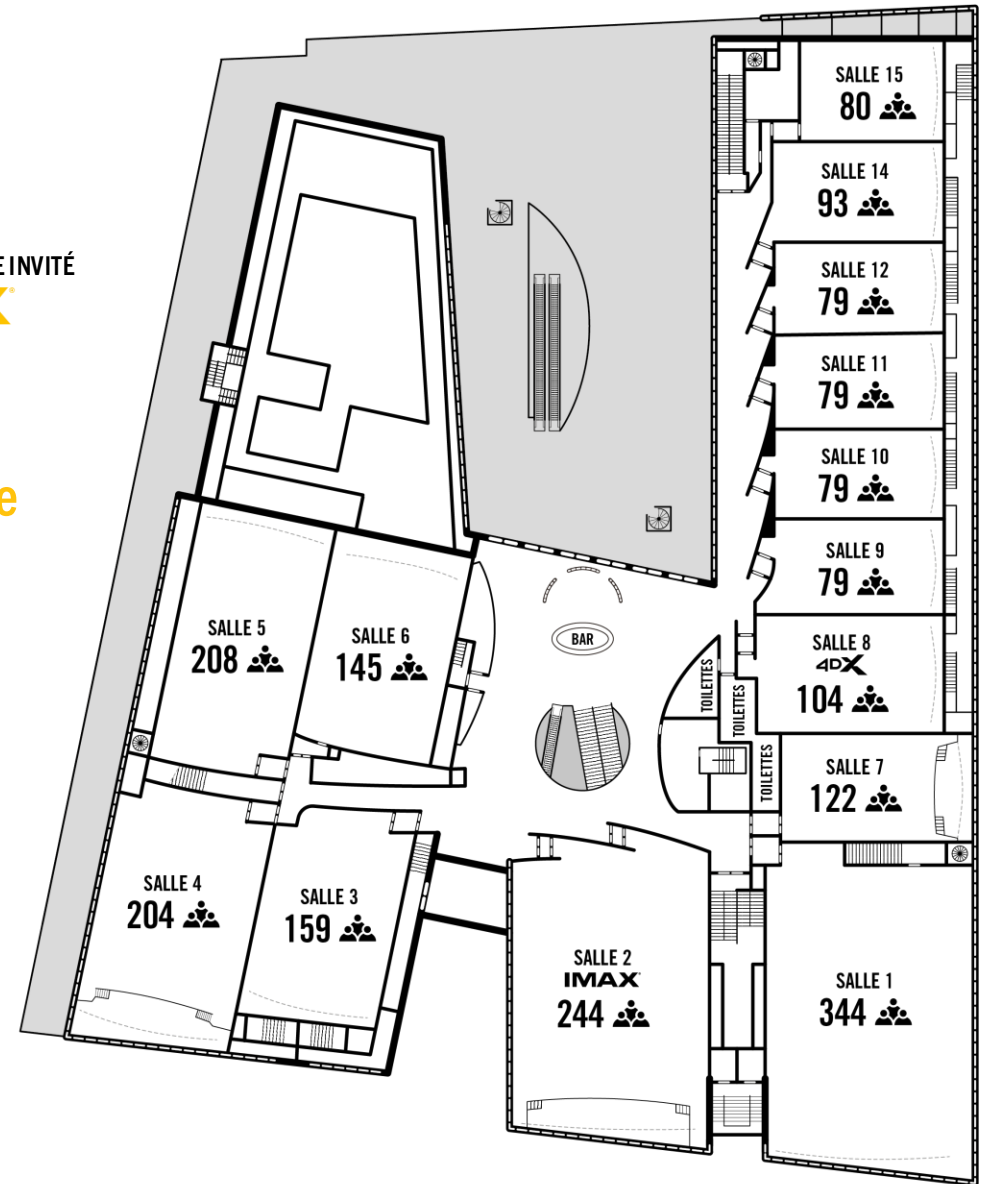 E INVITÉ
X
e
SALLE 15
80
SALLE 14
93
SALLE 12
79
SALLE 11
79
SALLE 10
79
SALLE 9
79
SALLE 8
4DX
104
SALLE 7
122
SALLE 5
208
SALLE 6
145
BAR
TOILETTES
TOILETTES
TOILETTES
SALLE 4
204
SALLE 3
159
SALLE 2
IMAX
244
SALLE 1
344